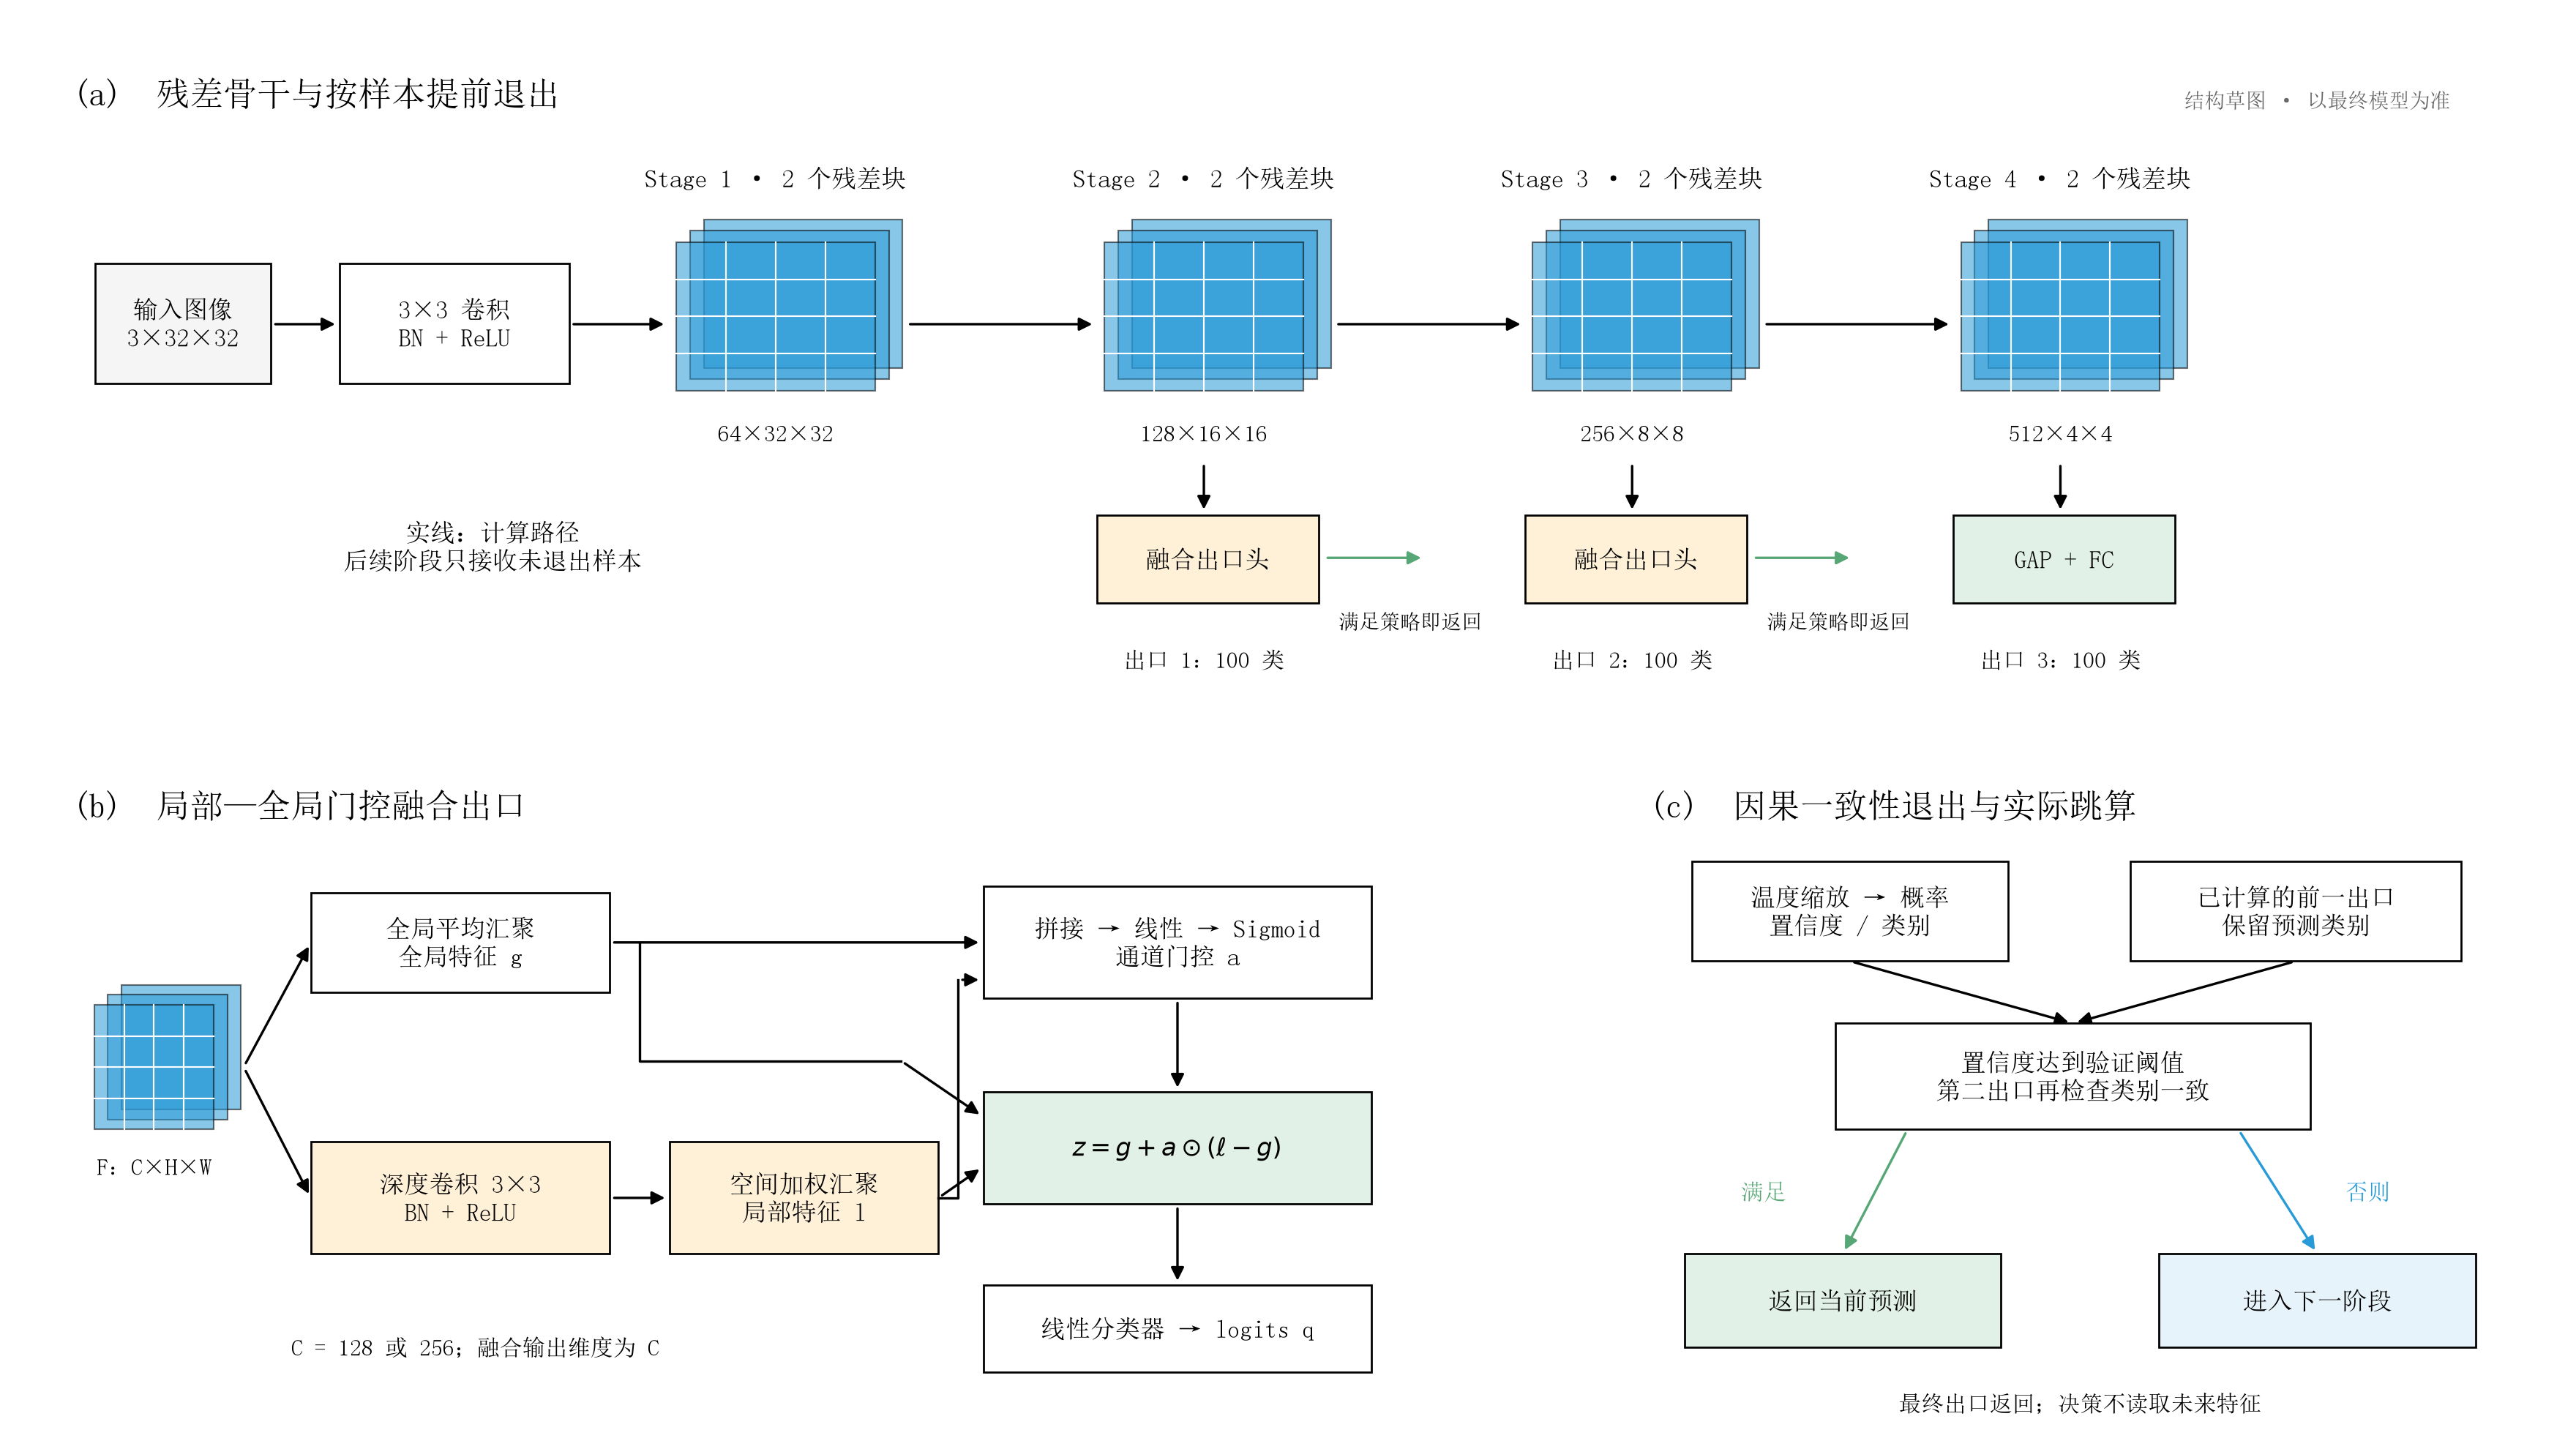 (a) 残差骨干与按样本提前退出
结构草图 • 以最终模型为准
Stage 1 • 2 个残差块
Stage 2 • 2 个残差块
Stage 3 • 2 个残差块
Stage 4 • 2 个残差块
输入图像
3×32×32
3×3 卷积
BN + ReLU
64×32×32
128×16×16
256×8×8
512×4×4
实线：计算路径
后续阶段只接收未退出样本
融合出口头
融合出口头
GAP + FC
满足策略即返回
满足策略即返回
出口 1：100 类
出口 2：100 类
出口 3：100 类
(b) 局部—全局门控融合出口
全局平均汇聚
全局特征 g
拼接 → 线性 → Sigmoid
通道门控 a
F：C×H×W
深度卷积 3×3
BN + ReLU
空间加权汇聚
局部特征 l
z = g + a ⊙ (ℓ − g)
线性分类器 → logits q
C = 128 或 256；融合输出维度为 C
(c) 因果一致性退出与实际跳算
温度缩放 → 概率
置信度 / 类别
已计算的前一出口
保留预测类别
置信度达到验证阈值
第二出口再检查类别一致
满足
否则
返回当前预测
进入下一阶段
最终出口返回；决策不读取未来特征